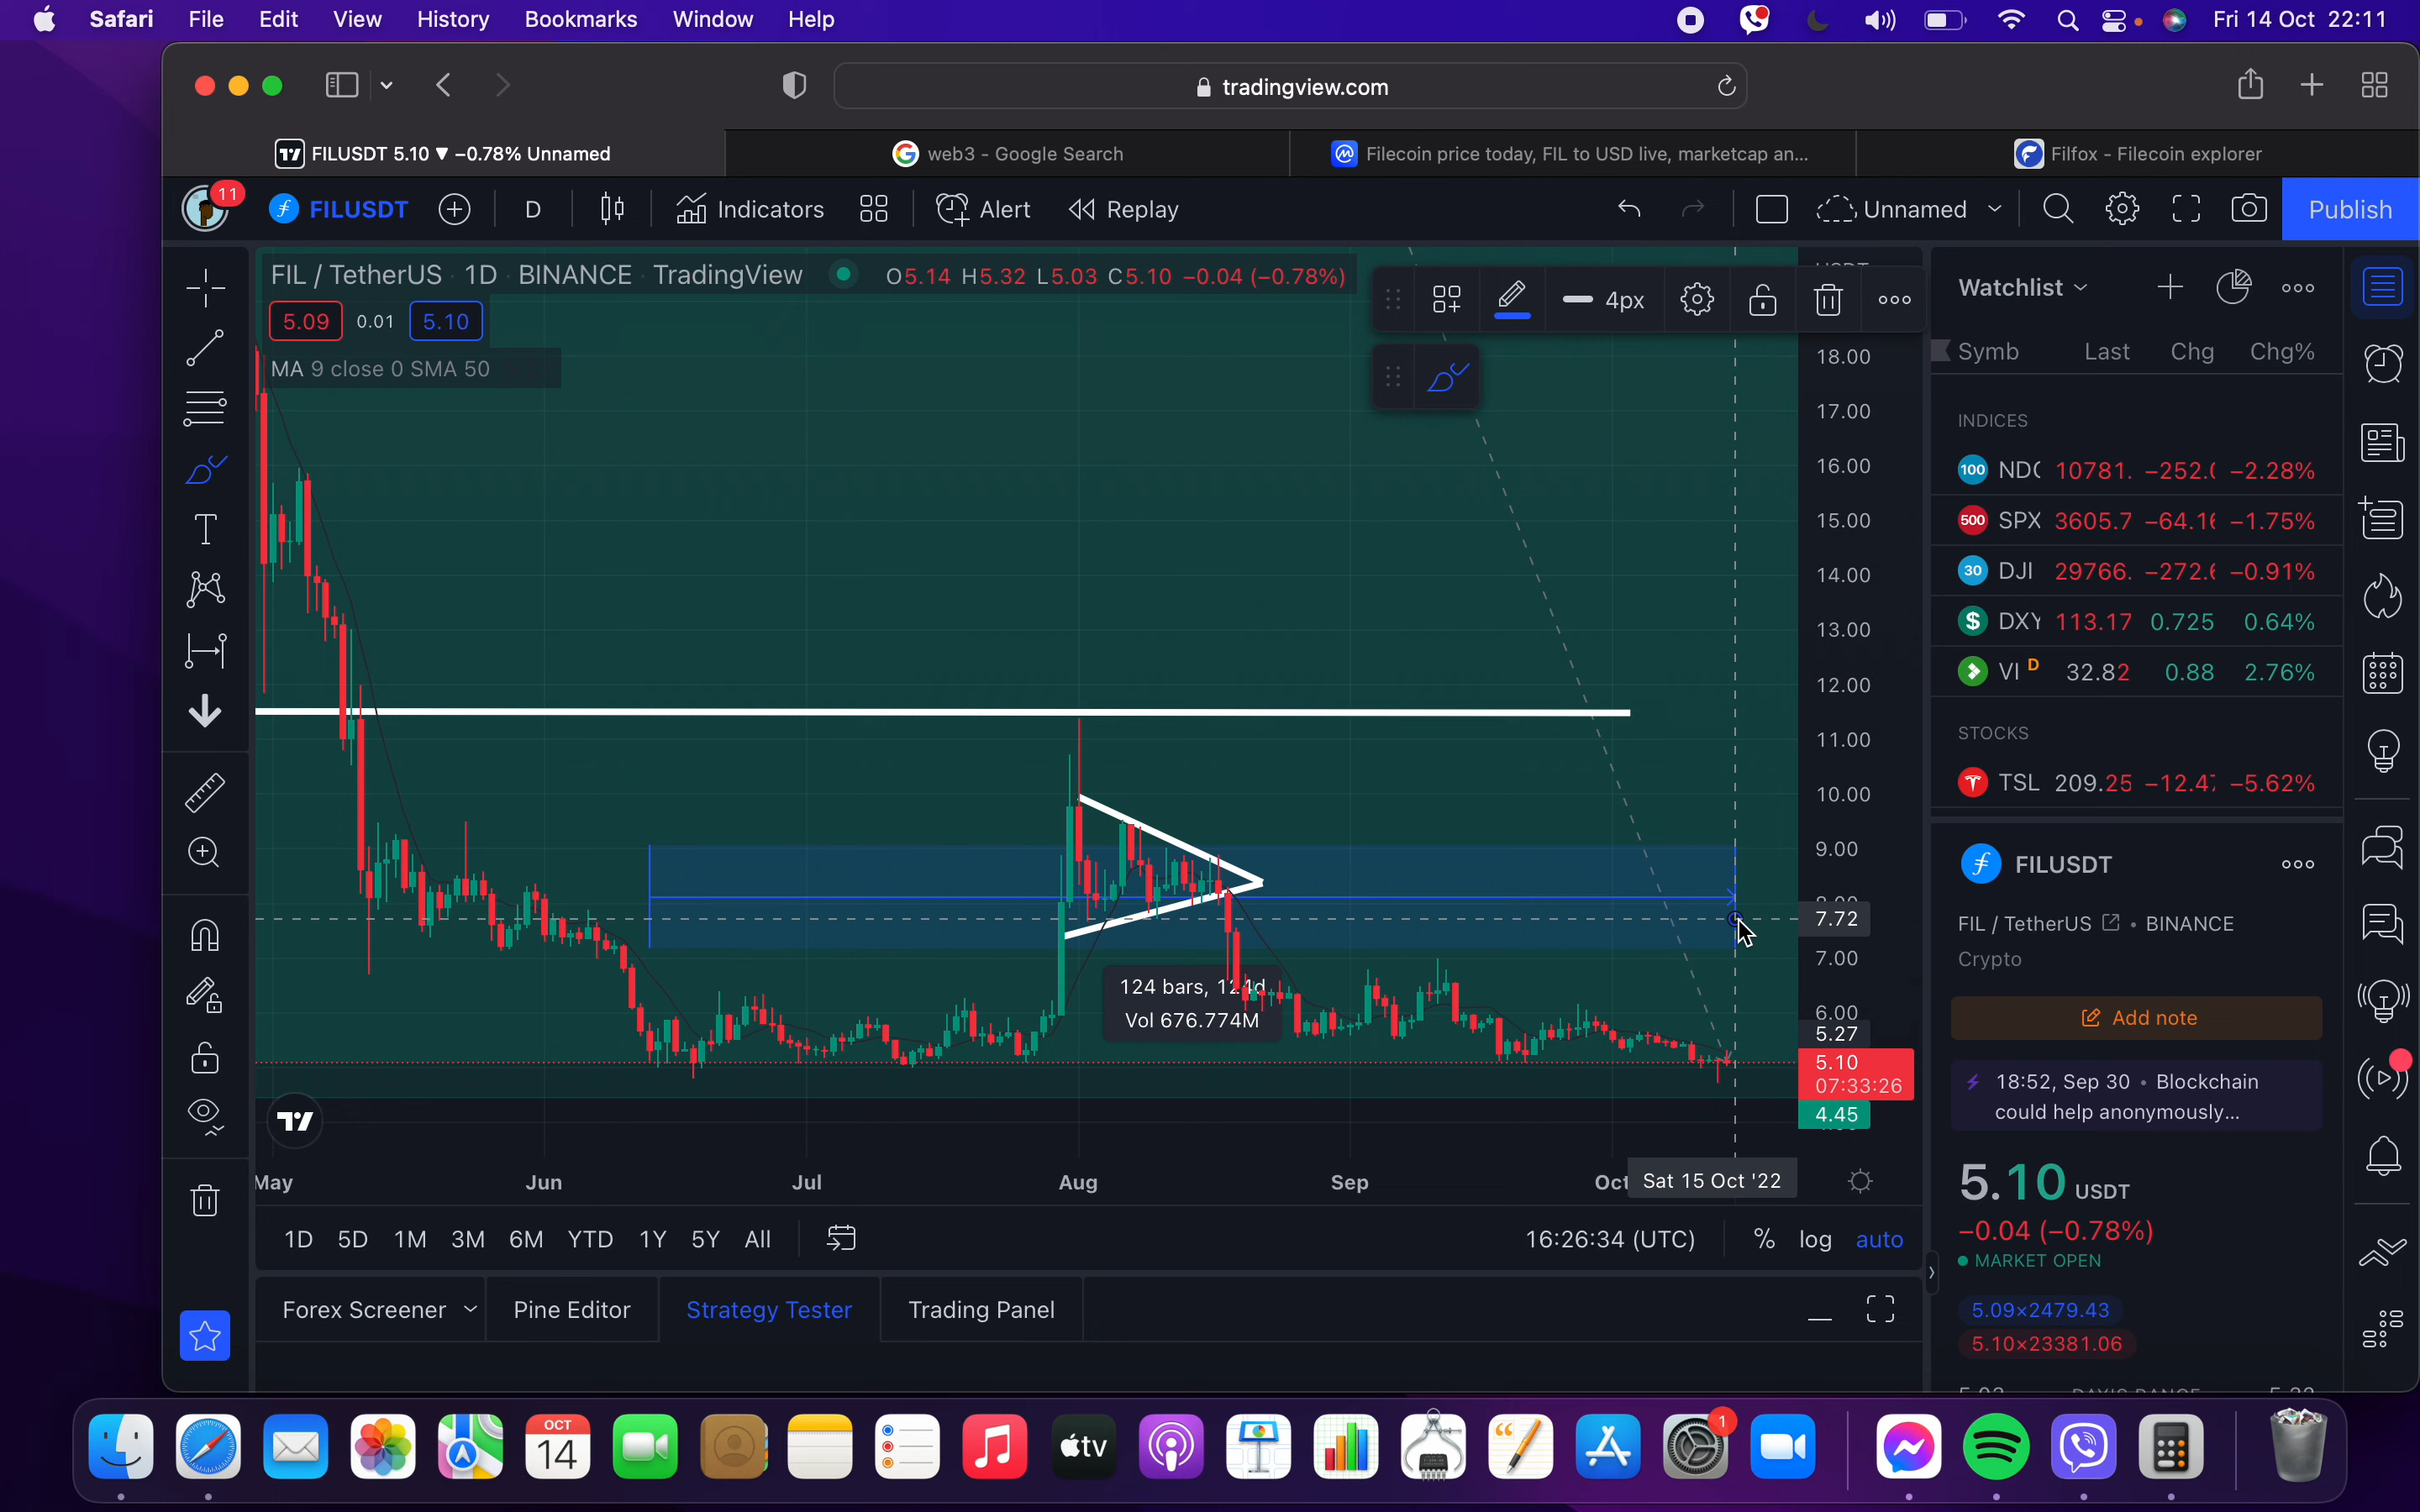 Safari File Edit View History Bookmarks Window Help Fri 14 Oct 22:11
tradingview.com
FILUSDT 5.10 ▼ −0.78% Unnamed
web3 - Google Search
Filecoin price today, FIL to USD live, marketcap an...
Filfox - Filecoin explorer
11
FILUSDT D Indicators Alert Replay Unnamed Publish
FIL / TetherUS · 1D · BINANCE · TradingView O5.14 H5.32 L5.03 C5.10 −0.04 (−0.78%)
5.09 0.01 5.10
MA 9 close 0 SMA 50
4px
18.00
17.00
16.00
15.00
14.00
13.00
12.00
11.00
10.00
9.00
7.72
7.00
6.00
5.27
5.10
07:33:26
4.45
124 bars, 124d
Vol 676.774M
May Jun Jul Aug Sep Oct Sat 15 Oct '22
1D 5D 1M 3M 6M YTD 1Y 5Y All 16:26:34 (UTC) % log auto
Forex Screener Pine Editor Strategy Tester Trading Panel
Watchlist
Symb Last Chg Chg%
INDICES
100 NDX 10781. −252.0 −2.28%
500 SPX 3605.7 −64.16 −1.75%
30 DJI 29766. −272.6 −0.91%
$ DXY 113.17 0.725 0.64%
VI D 32.82 0.88 2.76%
STOCKS
TSL 209.25 −12.47 −5.62%
FILUSDT
FIL / TetherUS • BINANCE
Crypto
Add note
18:52, Sep 30 • Blockchain
could help anonymously...
5.10 USDT
−0.04 (−0.78%)
MARKET OPEN
5.09×2479.43
5.10×23381.06
OCT
14
tv
1